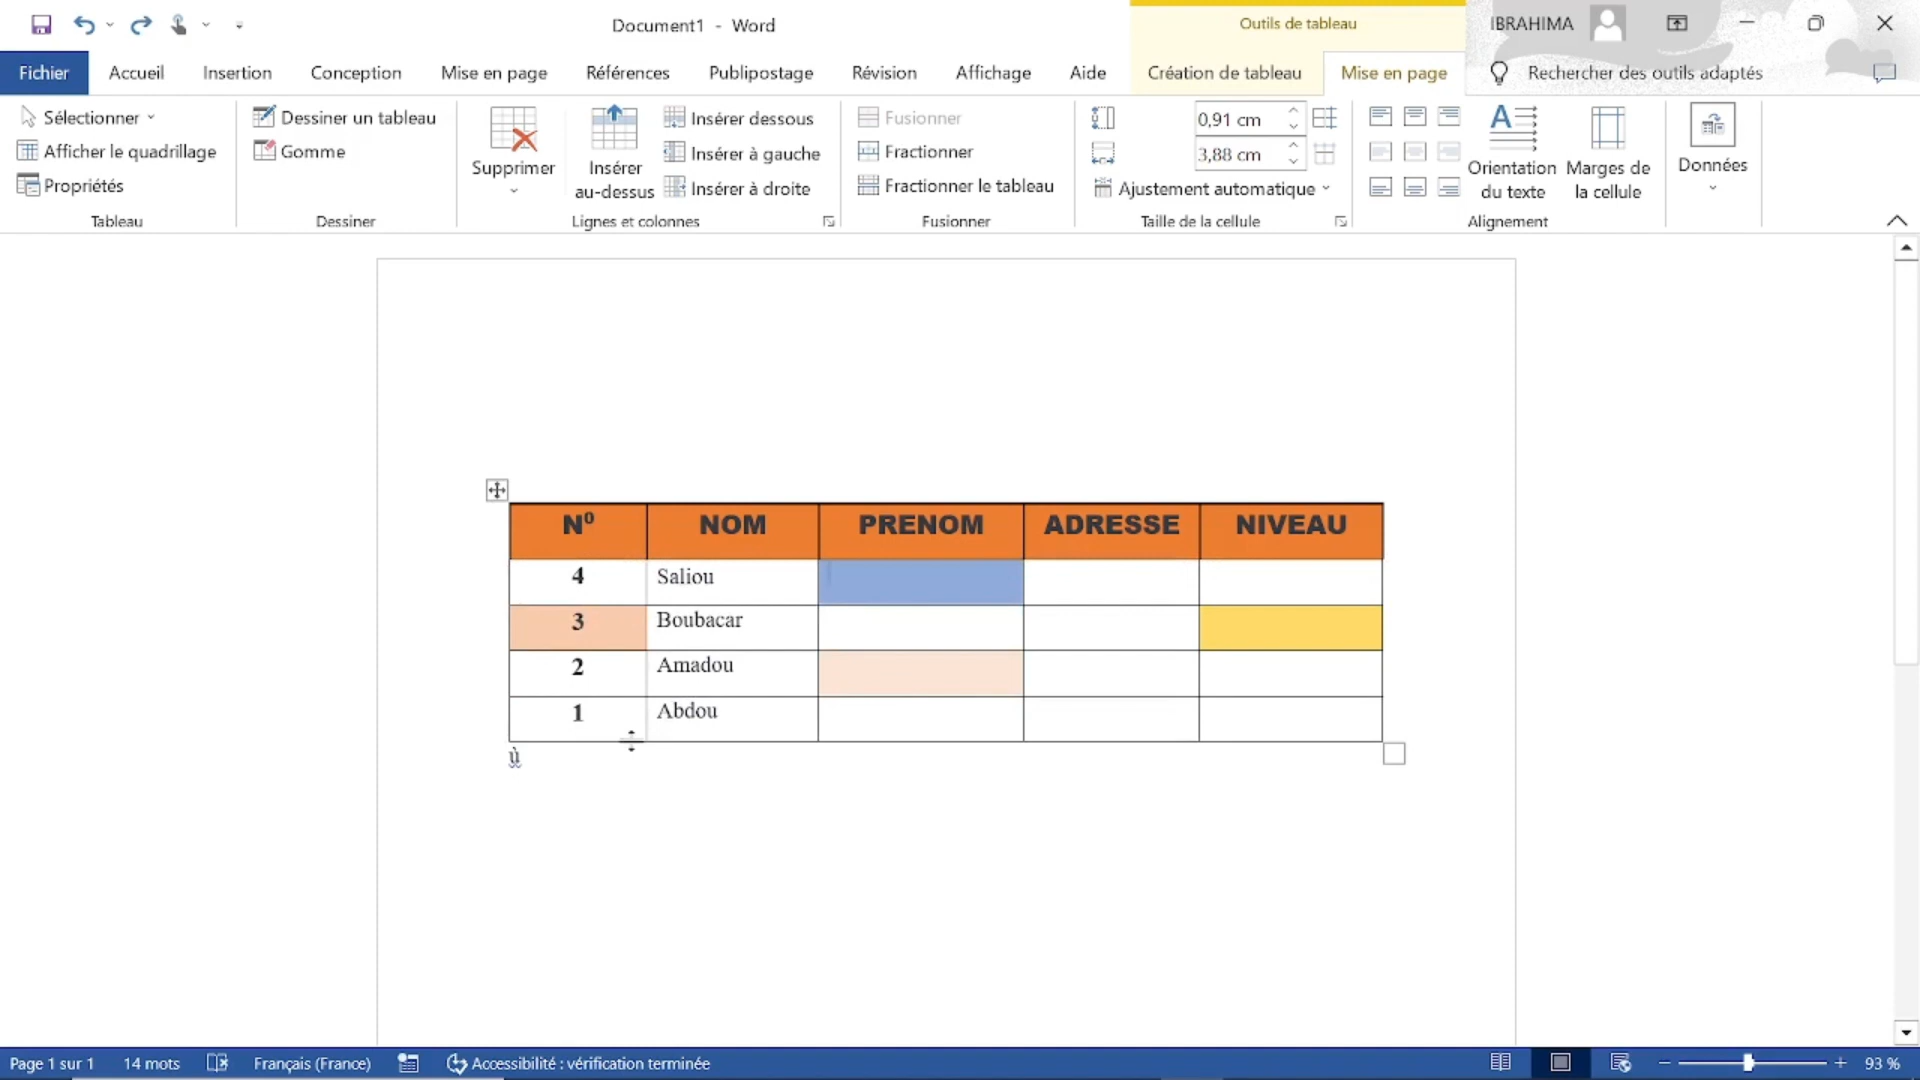 Document1 - Word
Outils de tableau
IBRAHIMA
Fichier Accueil Insertion Conception Mise en page Références Publipostage Révision Affichage Aide Création de tableau Mise en page Rechercher des outils adaptés
Sélectionner
Afficher le quadrillage
Propriétés
Tableau
Dessiner un tableau
Gomme
Dessiner
Supprimer
Insérer au-dessus
Insérer dessous
Insérer à gauche
Insérer à droite
Lignes et colonnes
Fusionner
Fractionner
Fractionner le tableau
Fusionner
0,91 cm
3,88 cm
Ajustement automatique
Taille de la cellule
Orientation du texte
Marges de la cellule
Alignement
Données
Nº NOM PRENOM ADRESSE NIVEAU
4 Saliou
3 Boubacar
2 Amadou
1 Abdou
ù
Page 1 sur 1 14 mots Français (France) Accessibilité : vérification terminée 93 %